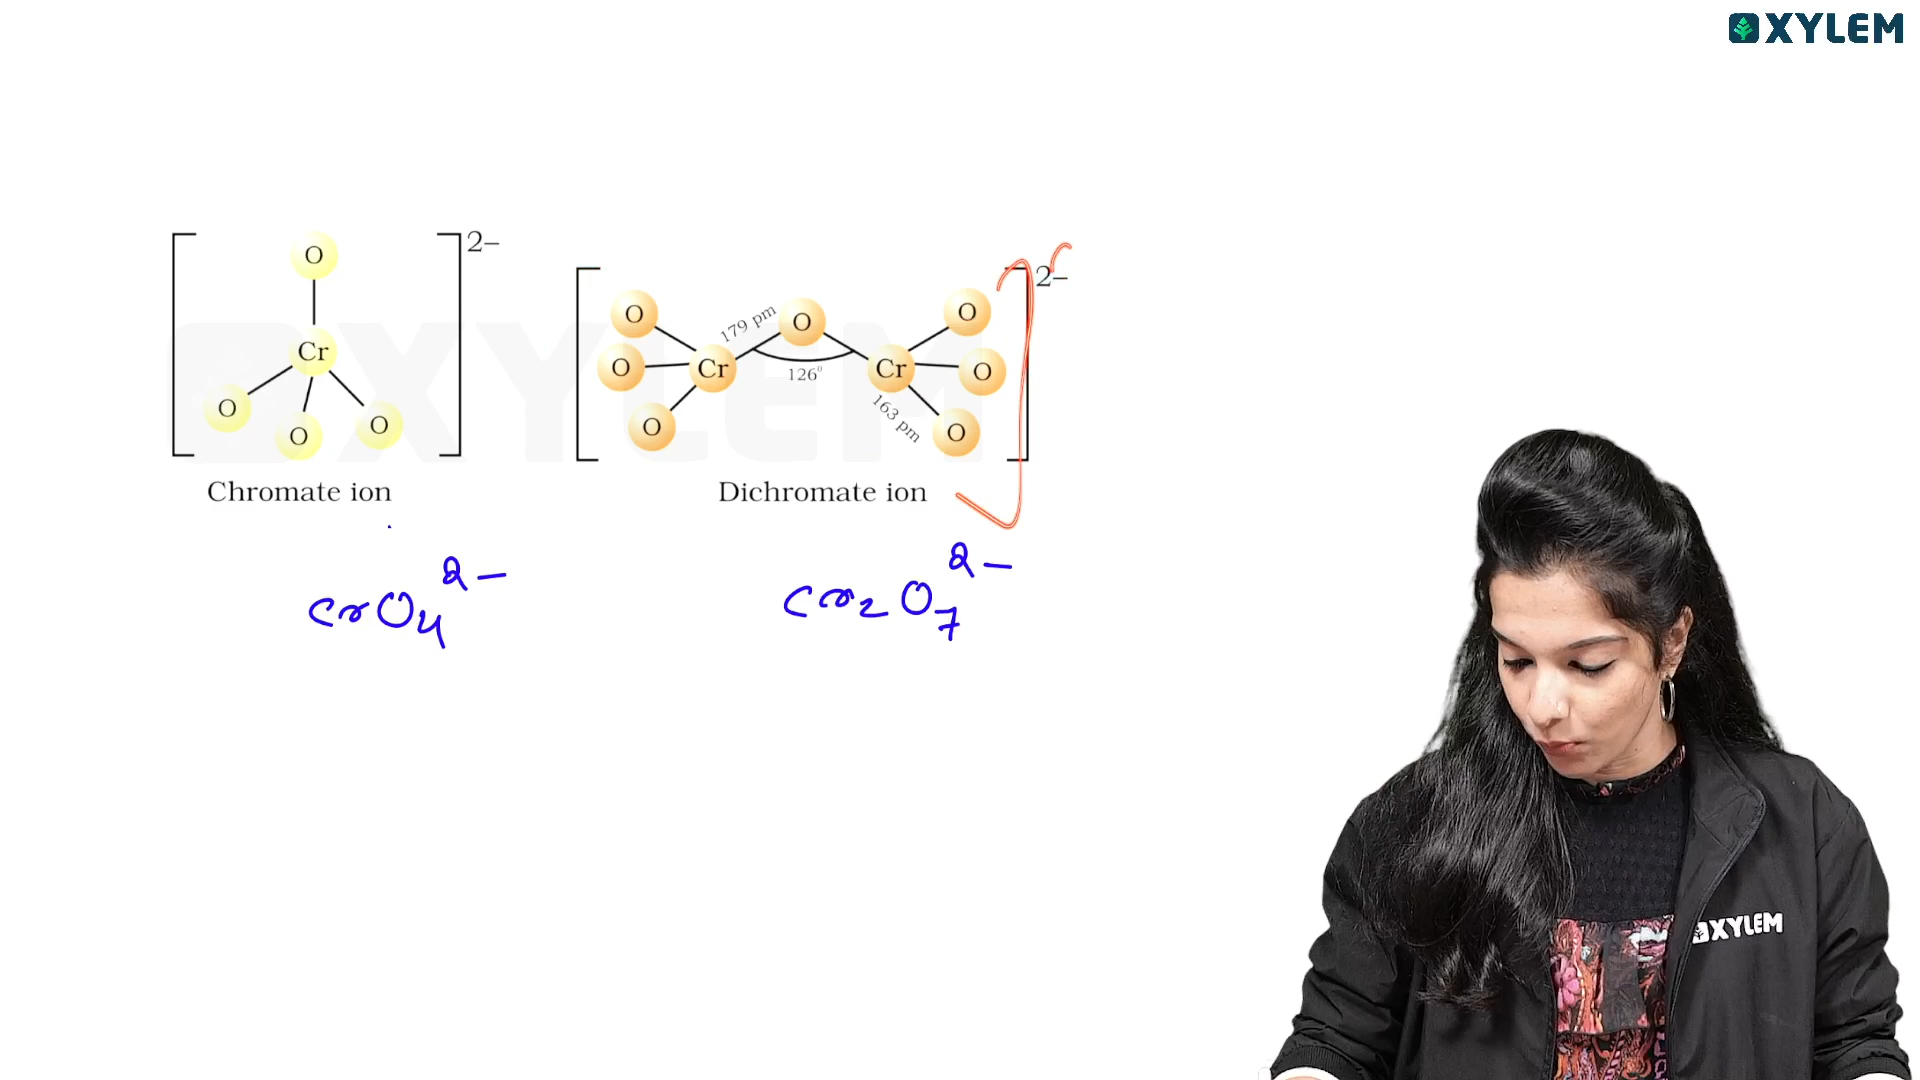 XYLEM
O
Cr
O
O
O
2–
Chromate ion
O
O
O
Cr
179 pm
O
126°
Cr
163 pm
O
O
O
2–
Dichromate ion
CrO4 2–
Cr2O7 2–
XYLEM
XYLEM